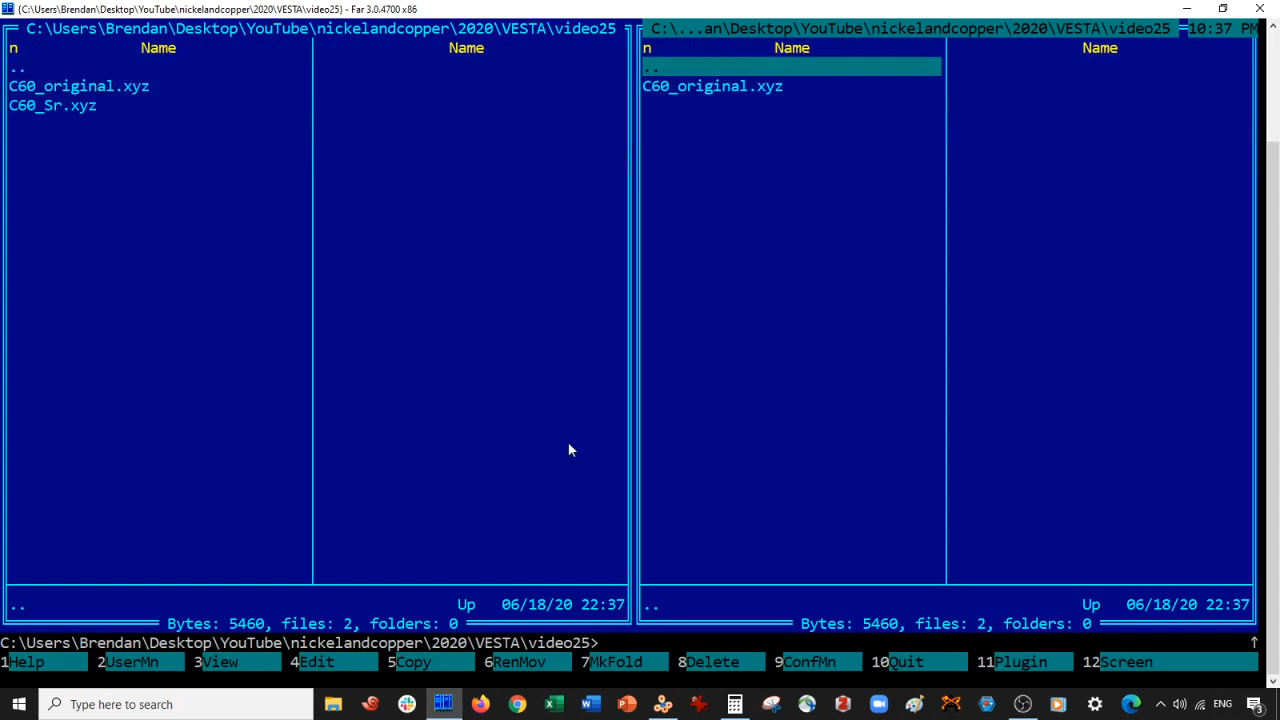 {C:\Users\Brendan\Desktop\YouTube\nickelandcopper\2020\VESTA\video25} - Far 3.0.4700 x86
C:\Users\Brendan\Desktop\YouTube\nickelandcopper\2020\VESTA\video25
C:\...an\Desktop\YouTube\nickelandcopper\2020\VESTA\video25 10:37 PM
n Name Name
n Name Name
..
..
C60_original.xyz
C60_original.xyz
C60_Sr.xyz
.. Up 06/18/20 22:37
.. Up 06/18/20 22:37
Bytes: 5460, files: 2, folders: 0
Bytes: 5460, files: 2, folders: 0
C:\Users\Brendan\Desktop\YouTube\nickelandcopper\2020\VESTA\video25>
1Help 2UserMn 3View 4Edit 5Copy 6RenMov 7MkFold 8Delete 9ConfMn 10Quit 11Plugin 12Screen
Type here to search
ENG
3